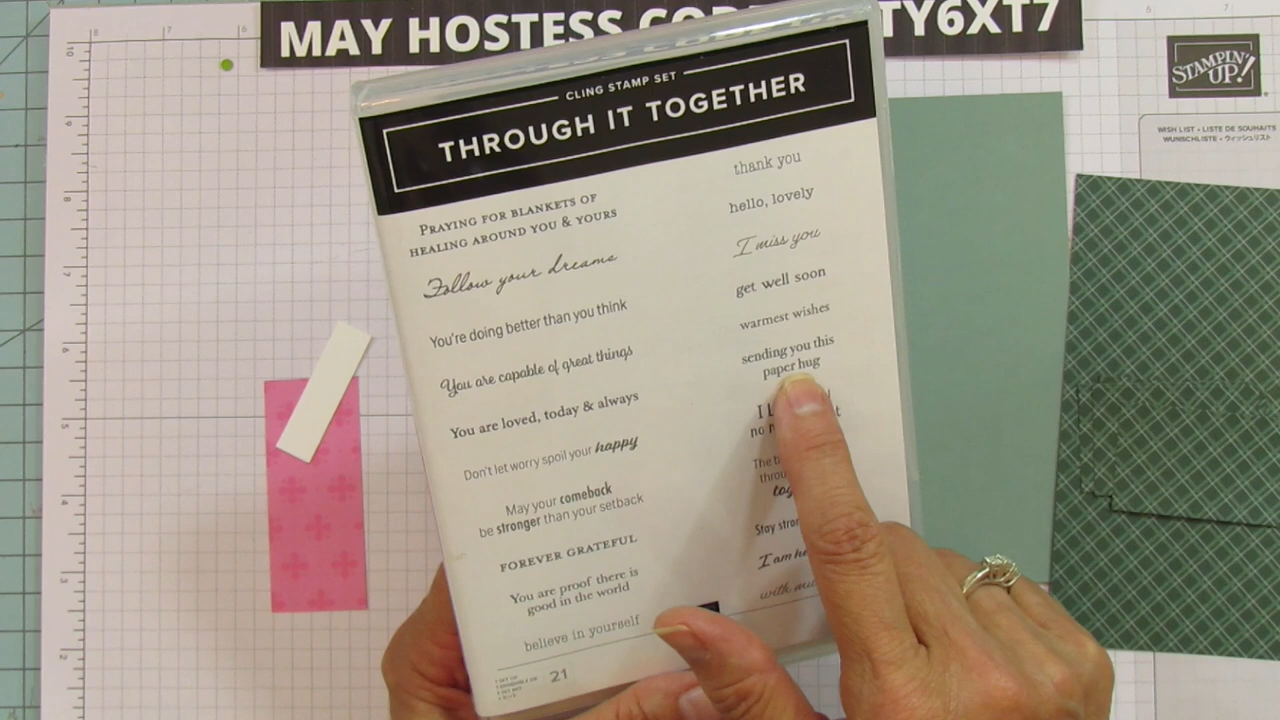 MAY HOSTESS TY6XT7
STAMPIN' UP!
WISH LIST • LISTE DE SOUHAITS
WUNSCHLISTE • ウィッシュリスト
CLING STAMP SET
THROUGH IT TOGETHER
PRAYING FOR BLANKETS OF
HEALING AROUND YOU & YOURS
Follow your dreams
You're doing better than you think
You are capable of great things
You are loved, today & always
Don't let worry spoil your happy
May your comeback
be stronger than your setback
FOREVER GRATEFUL
You are proof there is
good in the world
believe in yourself
21
thank you
hello, lovely
I miss you
get well soon
warmest wishes
sending you this
paper hug
I
no
The
Stay
I am
with